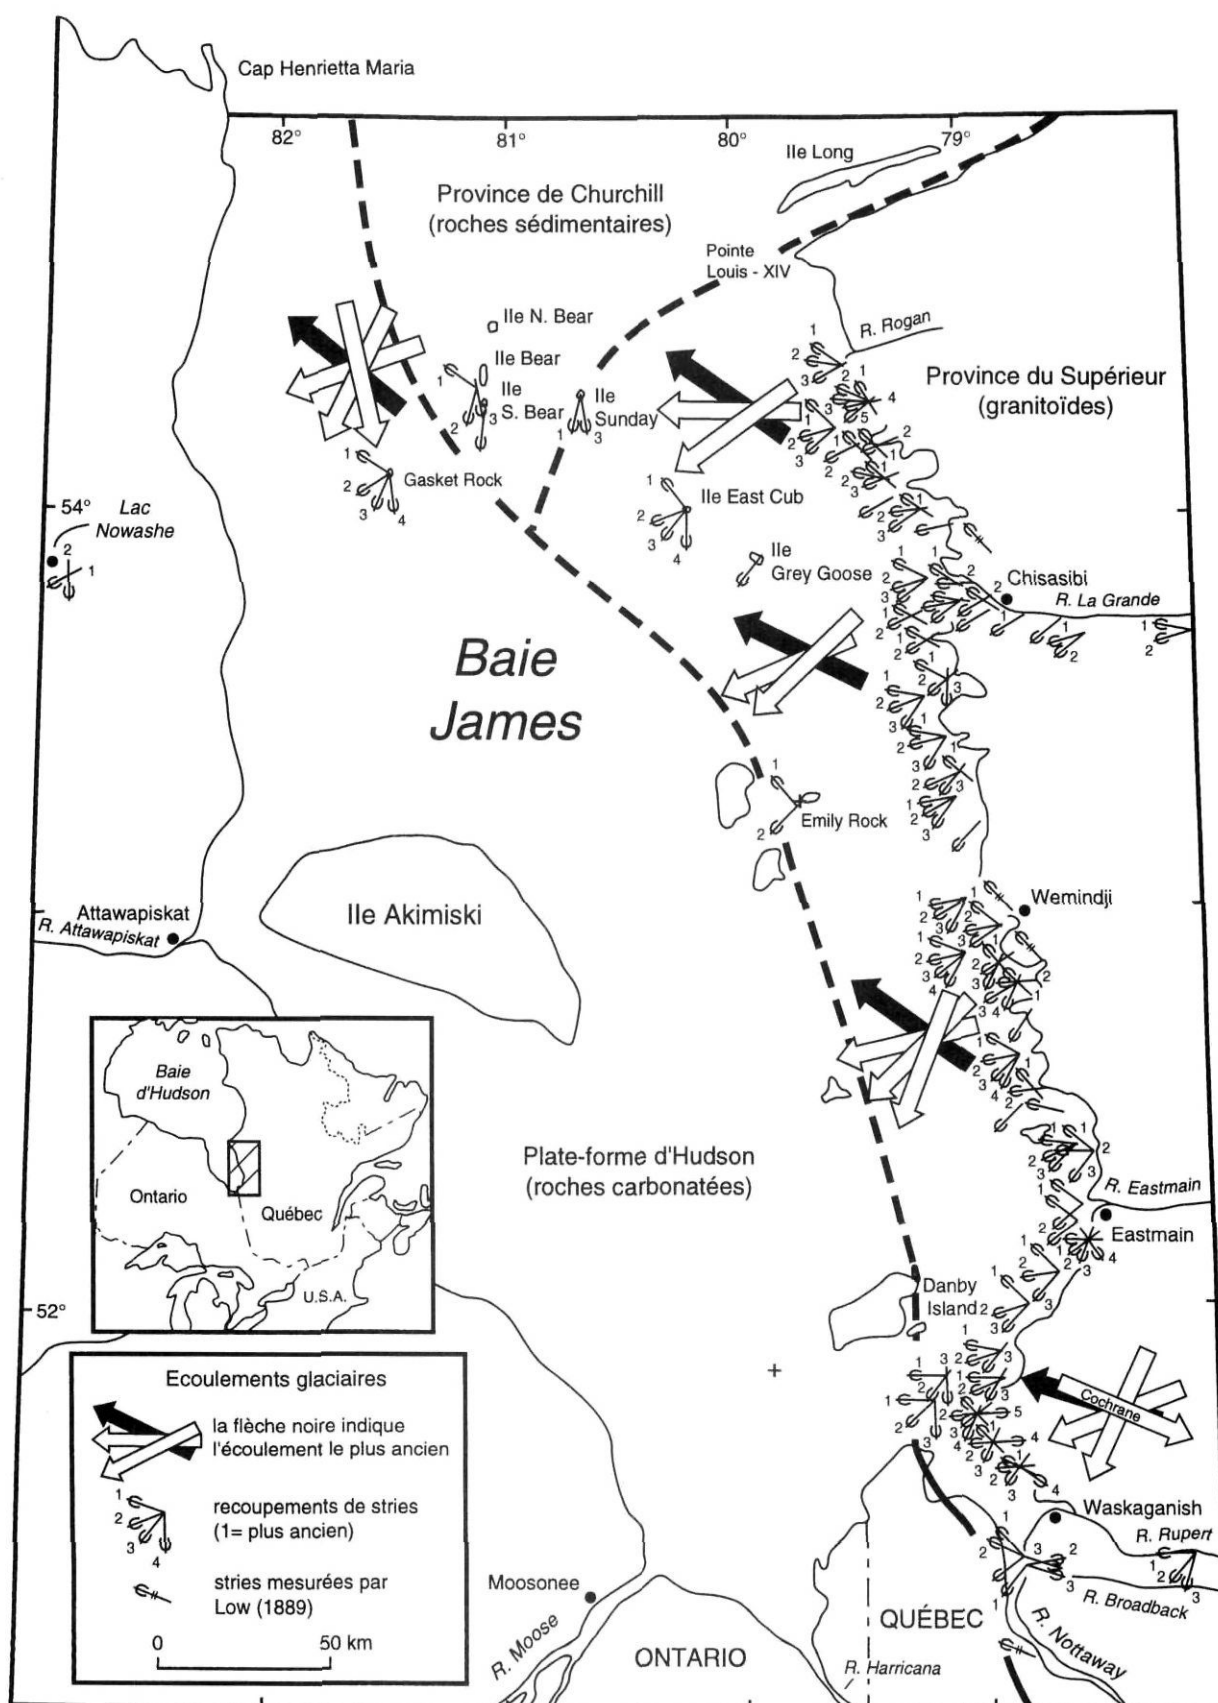 Cap Henrietta Maria
82°
81°
80°
79°
Ile Long
Province de Churchill
(roches sédimentaires)
Pointe
Louis - XIV
R. Rogan
Ile N. Bear
Ile Bear
Ile
S. Bear
Ile
Sunday
Province du Supérieur
(granitoïdes)
Gasket Rock
Ile East Cub
54°
Lac
Nowashe
Ile
Grey Goose
Chisasibi
R. La Grande
Baie
James
Emily Rock
Wemindji
Attawapiskat
R. Attawapiskat
Ile Akimiski
Baie
d'Hudson
Ontario
Québec
U.S.A.
Plate-forme d'Hudson
(roches carbonatées)
R. Eastmain
Eastmain
52°
Danby
Island
Cochrane
Ecoulements glaciaires
la flèche noire indique
l'écoulement le plus ancien
recoupements de stries
(1= plus ancien)
stries mesurées par
Low (1889)
0 50 km
Waskaganish
R. Rupert
R. Broadback
R. Nottaway
Moosonee
R. Moose
ONTARIO
QUÉBEC
R. Harricana